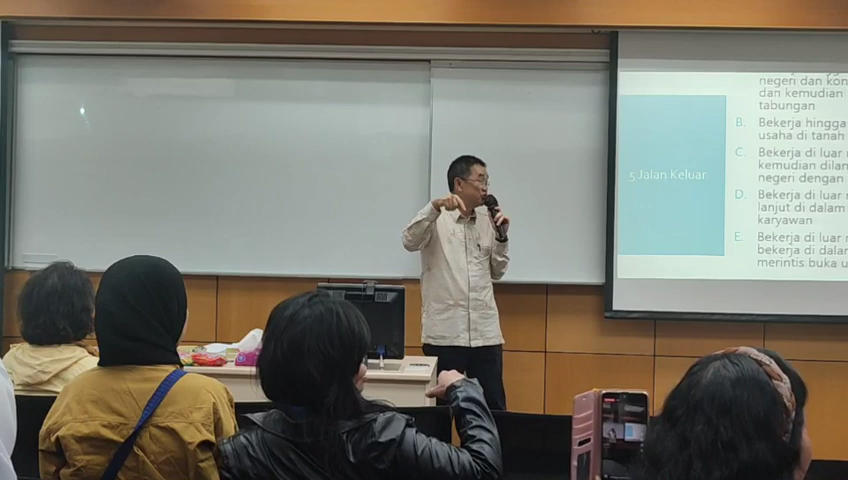 negeri dan kon
dan kemudian
tabungan
B. Bekerja hingga
usaha di tanah
C. Bekerja di luar
kemudian dilan
negeri dengan
5 Jalan Keluar
D. Bekerja di luar
lanjut di dalam
karyawan
E. Bekerja di luar
bekerja di dala
merintis buka u